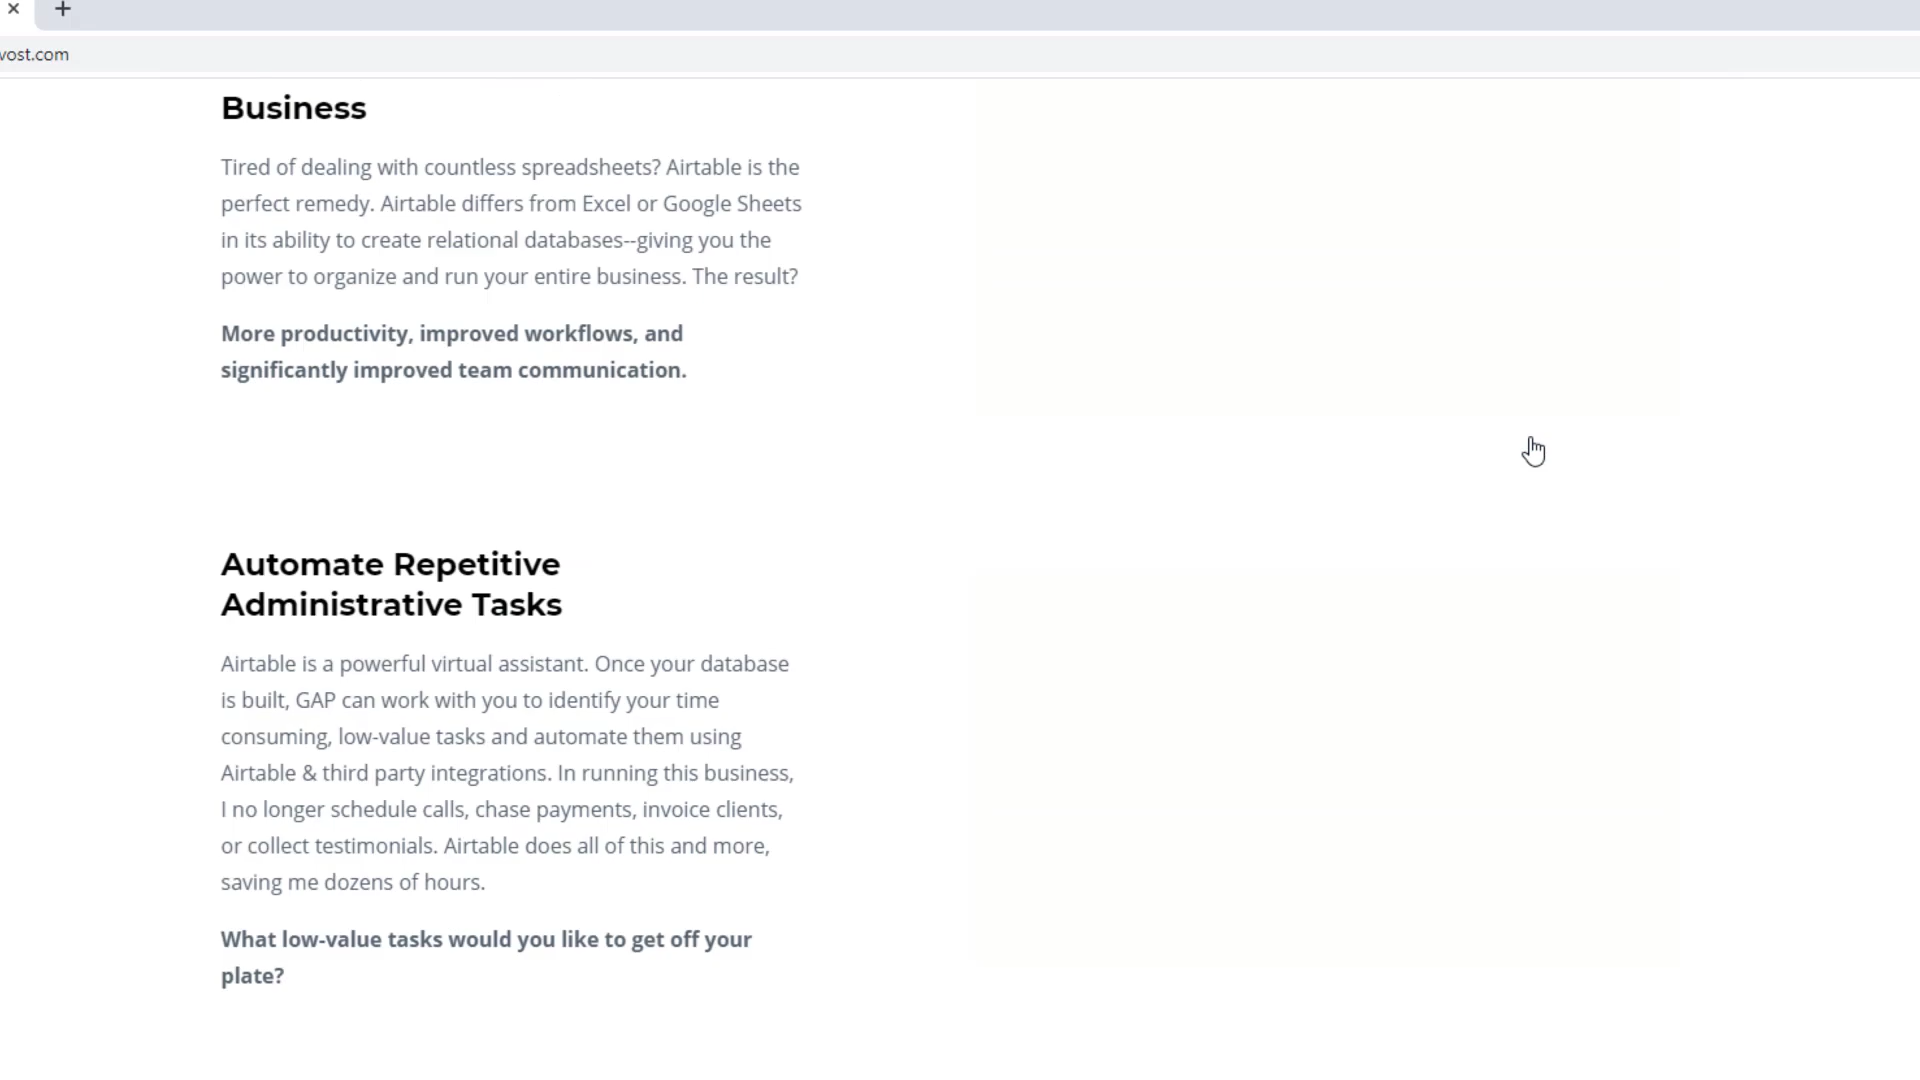 vost.com
Business
Tired of dealing with countless spreadsheets? Airtable is the
perfect remedy. Airtable differs from Excel or Google Sheets
in its ability to create relational databases--giving you the
power to organize and run your entire business. The result?
More productivity, improved workflows, and
significantly improved team communication.
Automate Repetitive
Administrative Tasks
Airtable is a powerful virtual assistant. Once your database
is built, GAP can work with you to identify your time
consuming, low-value tasks and automate them using
Airtable & third party integrations. In running this business,
I no longer schedule calls, chase payments, invoice clients,
or collect testimonials. Airtable does all of this and more,
saving me dozens of hours.
What low-value tasks would you like to get off your
plate?